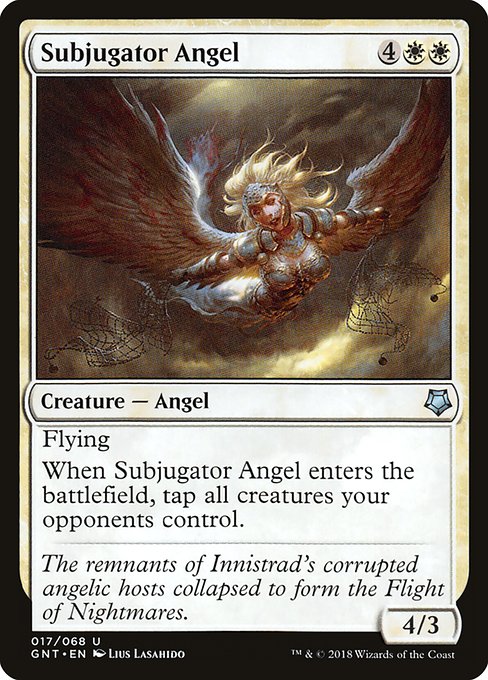 Subjugator Angel 4
Creature — Angel
Flying
When Subjugator Angel enters the
battlefield, tap all creatures your
opponents control.
The remnants of Innistrad's corrupted
angelic hosts collapsed to form the Flight
of Nightmares.
4/3
017/068 U
GNT • EN Lius Lasahido
™ & © 2018 Wizards of the Coast